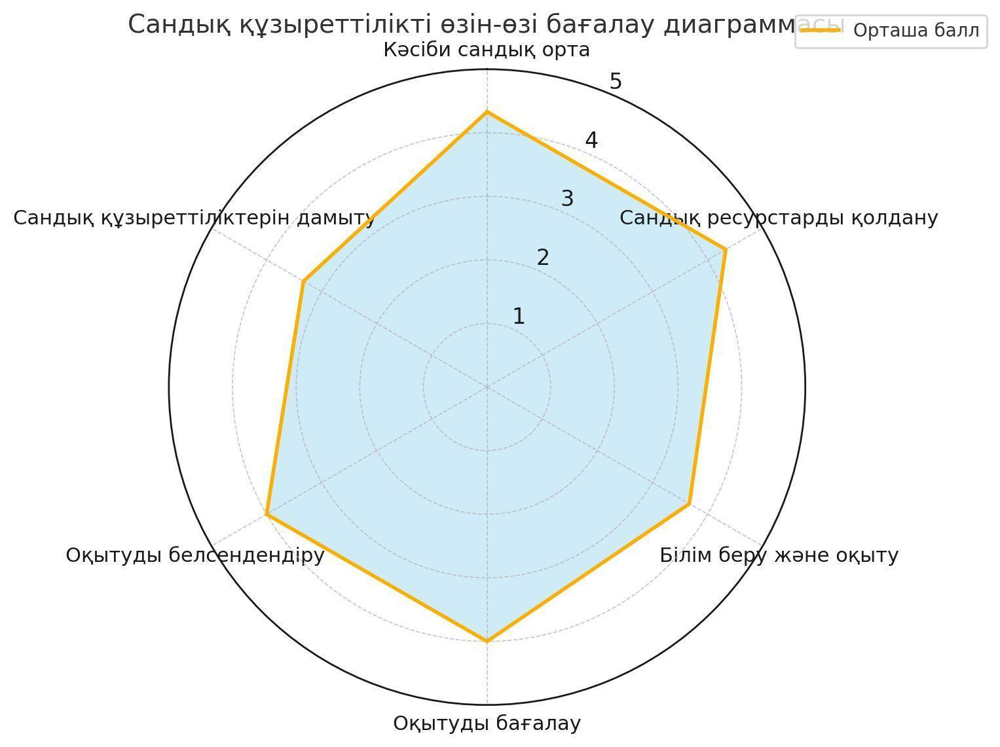 Сандық құзыреттілікті өзін-өзі бағалау диаграммасы
Орташа балл
Кәсіби сандық орта
5
4
3
Сандық құзыреттіліктерін дамыту
Сандық ресурстарды қолдану
2
1
Оқытуды белсендендіру
Білім беру және оқыту
Оқытуды бағалау